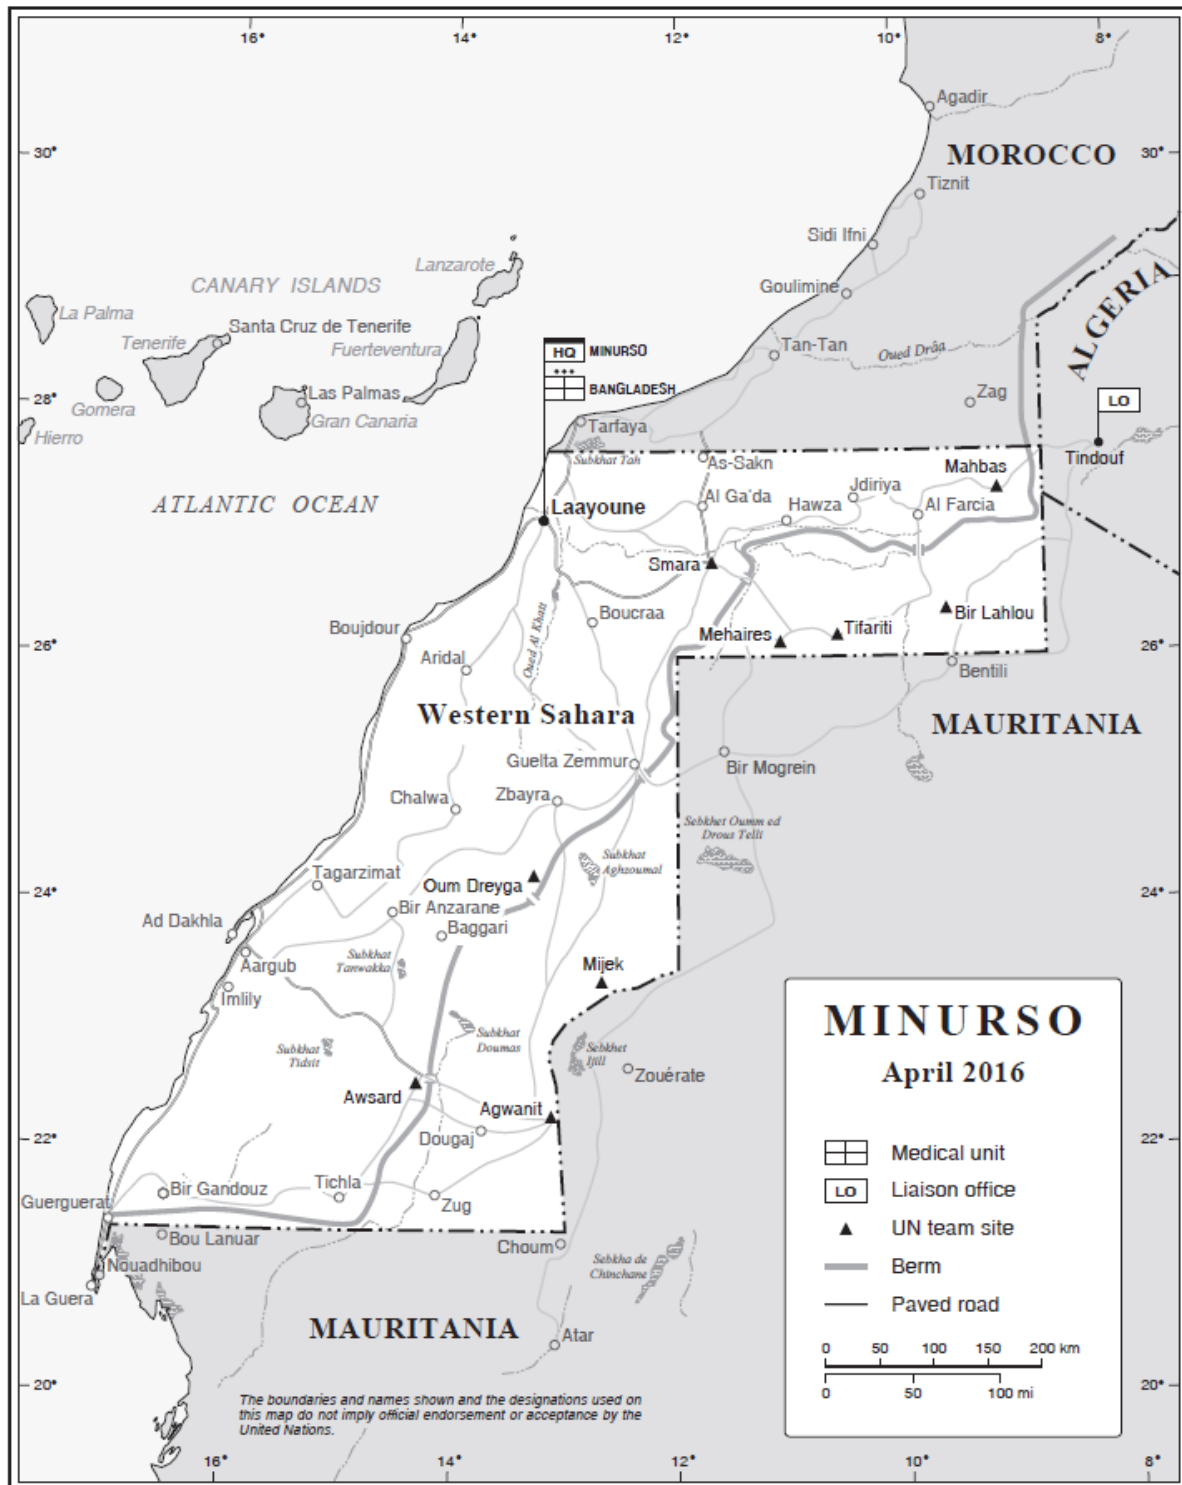 16°
14°
12°
10°
8°
Agadir
30°
MOROCCO
30°
Tiznit
Sidi Ifni
Lanzarote
CANARY ISLANDS
Goulimine
ALGERIA
La Palma
Santa Cruz de Tenerife
Tenerife
Fuerteventura
HQ
MINURSO
Tan-Tan
Oued Drâa
BANGLADESH
28°
Las Palmas
Zag
LO
Gomera
Gran Canaria
Tarfaya
Hierro
Subkhat Tah
As-Sakn
Mahbas
Tindouf
Jdiriya
ATLANTIC OCEAN
Laayoune
Al Ga'da
Hawza
Al Farcia
Smara
Boucraa
Bir Lahlou
Oued Al Khatt
Boujdour
Mehaires
Tifariti
26°
26°
Aridal
Bentili
Western Sahara
MAURITANIA
Guelta Zemmur
Bir Mogrein
Chalwa
Zbayra
Sebkhet Oumm ed
Drous Telli
Subkhat
Aghzoumal
Tagarzimat
Oum Dreyga
24°
24°
Bir Anzarane
Ad Dakhla
Baggari
Subkhat
Tanwakka
Aargub
Mijek
Imlily
Subkhat
Doumas
Subkhat
Tidsit
Sebkhet
Ijill
Zouérate
Awsard
Agwanit
Dougaj
22°
22°
Tichla
Bir Gandouz
Zug
Guerguerat
Bou Lanuar
Choum
Nouadhibou
Sebkha de
Chinchane
La Guera
MAURITANIA
Atar
20°
20°
The boundaries and names shown and the designations used on
this map do not imply official endorsement or acceptance by the
United Nations.
MINURSO
April 2016
Medical unit
LO
Liaison office
UN team site
Berm
Paved road
0 50 100 150 200 km
0 50 100 mi
16°
14°
12°
10°
8°